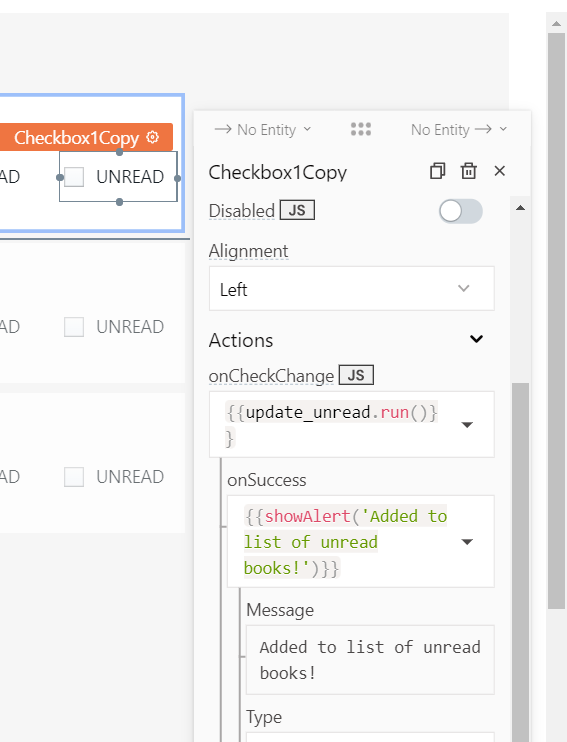 Checkbox1Copy
AD
UNREAD
AD
UNREAD
AD
UNREAD
No Entity
No Entity
Checkbox1Copy
Disabled JS
Alignment
Left
Actions
onCheckChange JS
{{update_unread.run()}
}
onSuccess
{{showAlert('Added to
list of unread
books!')}}
Message
Added to list of unread
books!
Type